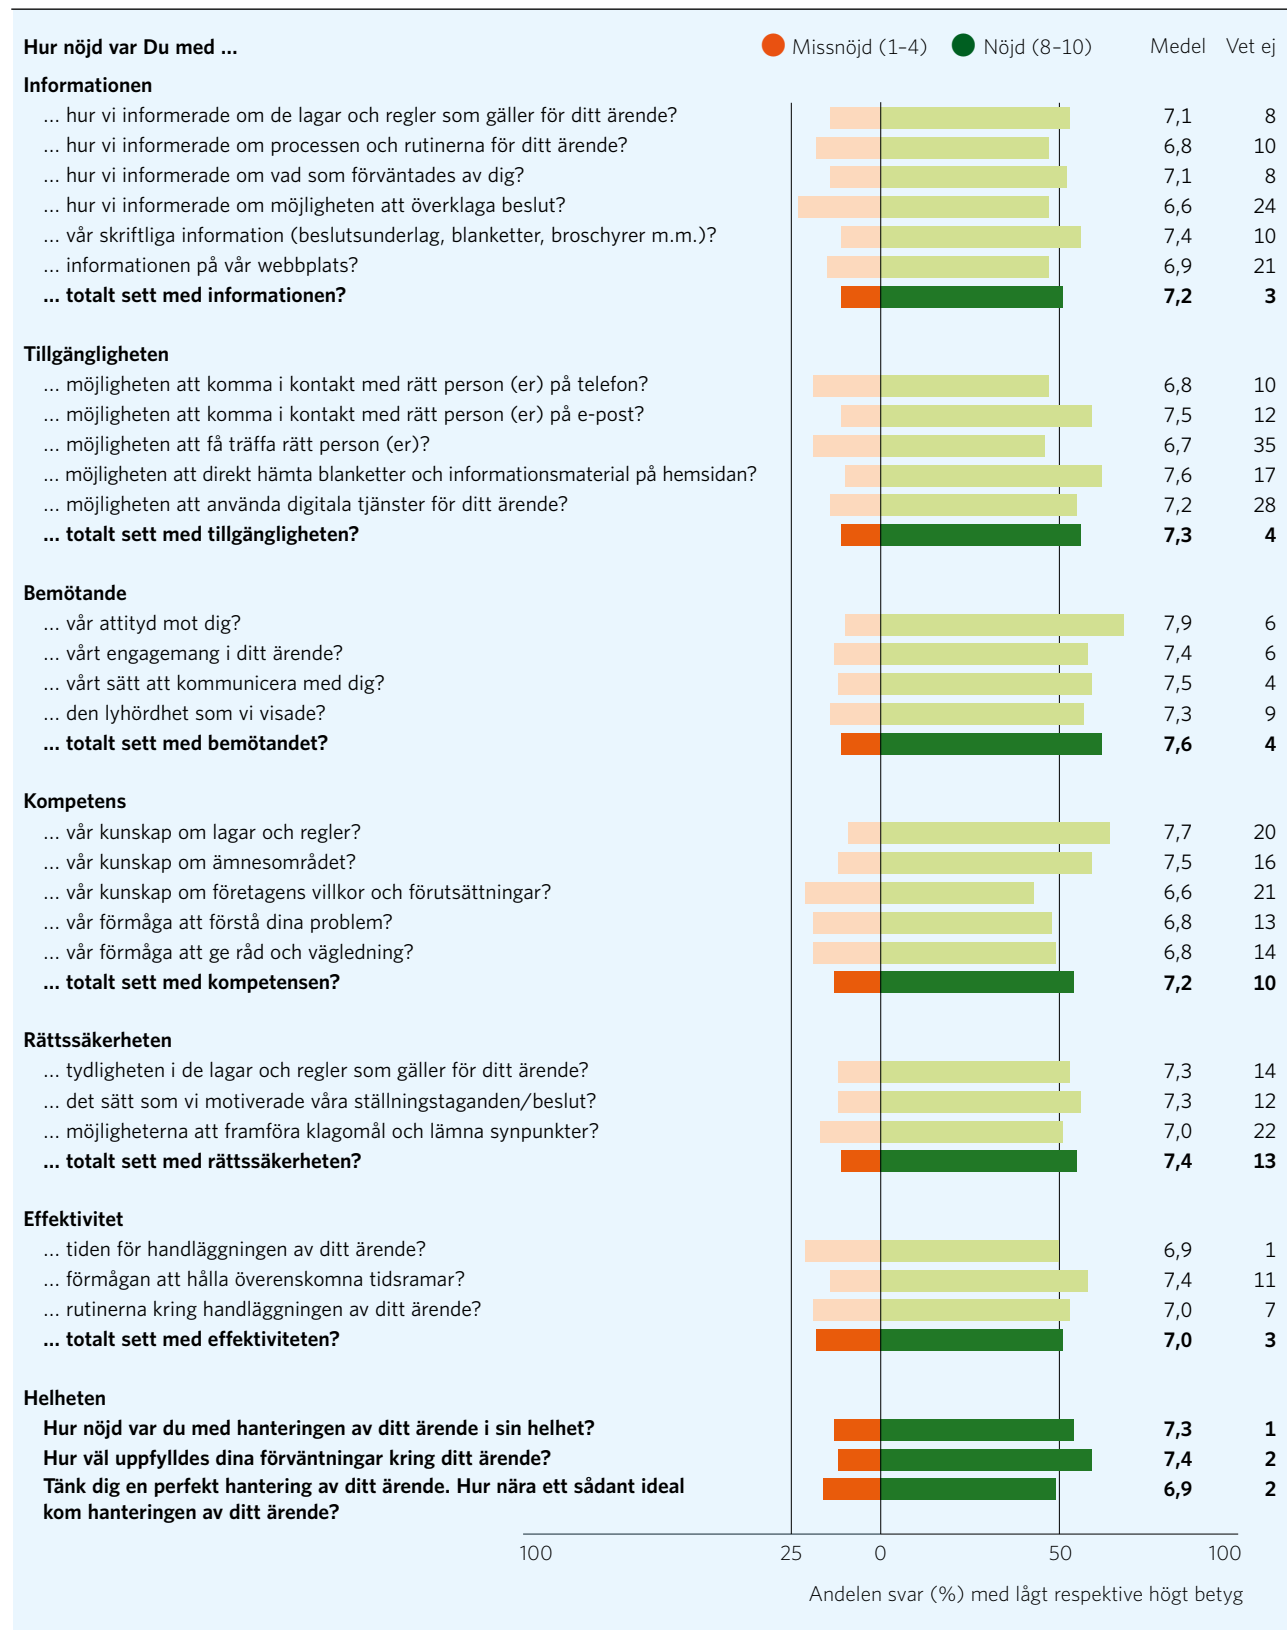 Hur nöjd var Du med ... Missnöjd (1–4) Nöjd (8–10) Medel Vet ej
Informationen
... hur vi informerade om de lagar och regler som gäller för ditt ärende? 7,1 8
... hur vi informerade om processen och rutinerna för ditt ärende? 6,8 10
... hur vi informerade om vad som förväntades av dig? 7,1 8
... hur vi informerade om möjligheten att överklaga beslut? 6,6 24
... vår skriftliga information (beslutsunderlag, blanketter, broschyrer m.m.)? 7,4 10
... informationen på vår webbplats? 6,9 21
... totalt sett med informationen? 7,2 3
Tillgängligheten
... möjligheten att komma i kontakt med rätt person (er) på telefon? 6,8 10
... möjligheten att komma i kontakt med rätt person (er) på e-post? 7,5 12
... möjligheten att få träffa rätt person (er)? 6,7 35
... möjligheten att direkt hämta blanketter och informationsmaterial på hemsidan? 7,6 17
... möjligheten att använda digitala tjänster för ditt ärende? 7,2 28
... totalt sett med tillgängligheten? 7,3 4
Bemötande
... vår attityd mot dig? 7,9 6
... vårt engagemang i ditt ärende? 7,4 6
... vårt sätt att kommunicera med dig? 7,5 4
... den lyhördhet som vi visade? 7,3 9
... totalt sett med bemötandet? 7,6 4
Kompetens
... vår kunskap om lagar och regler? 7,7 20
... vår kunskap om ämnesområdet? 7,5 16
... vår kunskap om företagens villkor och förutsättningar? 6,6 21
... vår förmåga att förstå dina problem? 6,8 13
... vår förmåga att ge råd och vägledning? 6,8 14
... totalt sett med kompetensen? 7,2 10
Rättssäkerheten
... tydligheten i de lagar och regler som gäller för ditt ärende? 7,3 14
... det sätt som vi motiverade våra ställningstaganden/beslut? 7,3 12
... möjligheterna att framföra klagomål och lämna synpunkter? 7,0 22
... totalt sett med rättssäkerheten? 7,4 13
Effektivitet
... tiden för handläggningen av ditt ärende? 6,9 1
... förmågan att hålla överenskomna tidsramar? 7,4 11
... rutinerna kring handläggningen av ditt ärende? 7,0 7
... totalt sett med effektiviteten? 7,0 3
Helheten
Hur nöjd var du med hanteringen av ditt ärende i sin helhet? 7,3 1
Hur väl uppfylldes dina förväntningar kring ditt ärende? 7,4 2
Tänk dig en perfekt hantering av ditt ärende. Hur nära ett sådant ideal 6,9 2
kom hanteringen av ditt ärende?
100 25 0 50 100
Andelen svar (%) med lågt respektive högt betyg